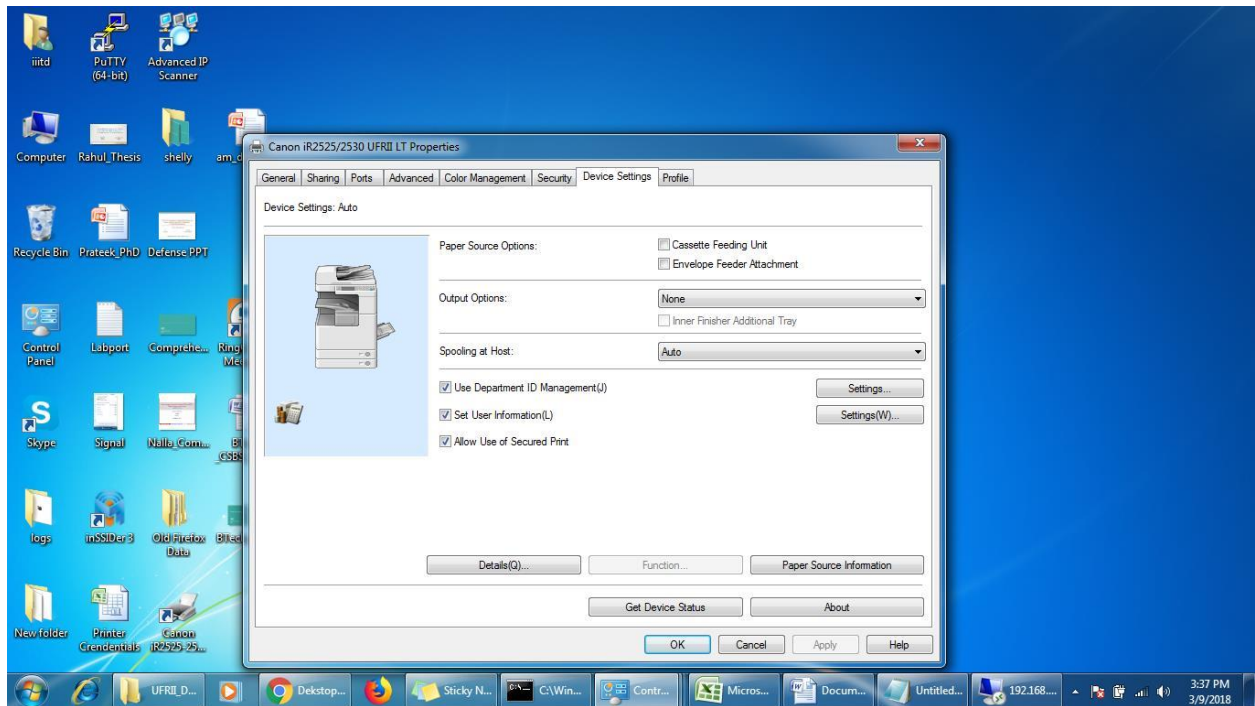 iiitd
PuTTY (64-bit)
Advanced IP Scanner
Computer
Rahul_Thesis
shelly
am_d
Recycle Bin
Prateek_PhD
Defense PPT
Control Panel
Labport
Comprehe...
Ring
Skype
Signal
Nalla_Com...
logs
inSSIDer 3
Old Firefox Data
New folder
Printer Crendentials
Canon iR2525-25...
Canon iR2525/2530 UFRII LT Properties
General Sharing Ports Advanced Color Management Security Device Settings Profile
Device Settings: Auto
Paper Source Options:
Cassette Feeding Unit
Envelope Feeder Attachment
Output Options:
None
Inner Finisher Additional Tray
Spooling at Host:
Auto
Use Department ID Management(J)
Settings...
Set User Information(L)
Settings(W)...
Allow Use of Secured Print
Details(Q)...
Function...
Paper Source Information
Get Device Status
About
OK
Cancel
Apply
Help
UFRII_D...
Dekstop...
Sticky N...
C:\Win...
Contr...
Micros...
Docum...
Untitled...
192.168....
3:37 PM
3/9/2018